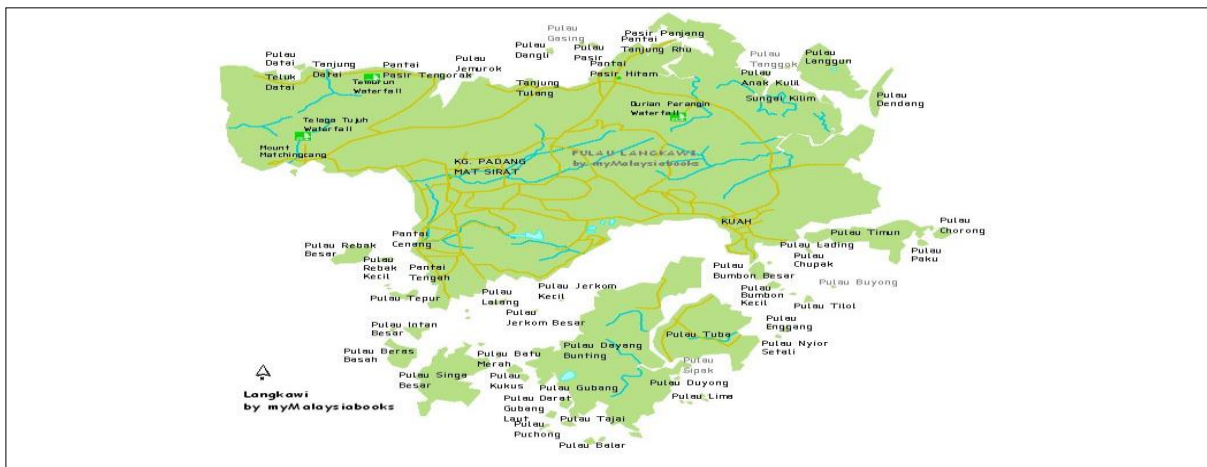 Pulau
Gasing
Pasir Panjang
Pulau
Dangli
Pulau
Pasir
Pantai
Tanjung Rhu
Pulau
Datai
Tanjung
Datai
Pantai
Pasir Tengorak
Pulau
Jemurok
Pantai
Pasir Hitam
Pulau
Tanggok
Pulau
Langgun
Teluk
Datai
Temurun
Waterfall
Tanjung
Tulang
Pulau
Anak Kulil
Sungai Kilim
Pulau
Dendang
Durian Perangin
Waterfall
Telaga Tujuh
Waterfall
Mount
Matchingcang
KG. PADANG
MAT SIRAT
PULAU LANGKAWI
by myMalaysiabooks
KUAH
Pantai
Cenang
Pulau Rebak
Besar
Pulau
Rebak
Kecil
Pantai
Tengah
Pulau Timun
Pulau
Chorong
Pulau Lading
Pulau
Chupak
Pulau
Paku
Pulau
Bumbon Besar
Pulau Buyong
Pulau
Bumbon
Kecil
Pulau Tilol
Pulau Tepur
Pulau
Lalang
Pulau Jerkom
Kecil
Pulau
Jerkom Besar
Pulau
Enggang
Pulau Intan
Besar
Pulau Tuba
Pulau Nyior
Setali
Pulau Beras
Basah
Pulau Batu
Merah
Pulau Dayang
Bunting
Pulau
Sipak
Pulau Singa
Besar
Pulau
Kukus
Pulau Gubang
Darat
Pulau Duyong
Pulau Lima
Pulau
Gubang
Laut
Pulau Tajai
Pulau
Puchong
Pulau Balar
Langkawi
by myMalaysiabooks